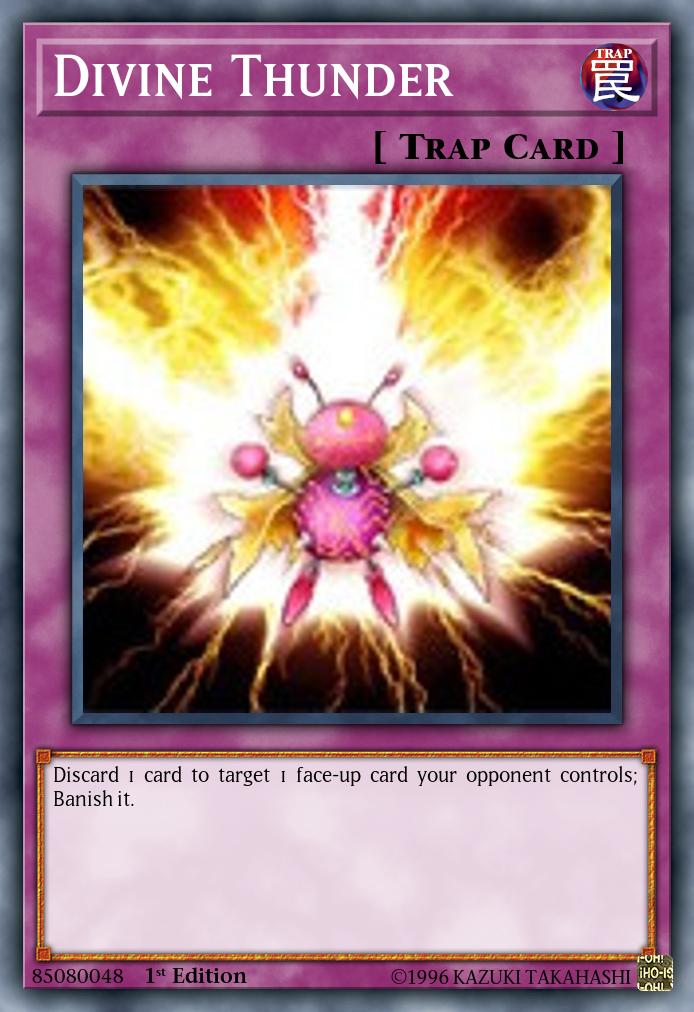 DIVINE THUNDER
TRAP
罠
[ TRAP CARD ]
Discard 1 card to target 1 face-up card your opponent controls;
Banish it.
85080048 1st Edition ©1996 KAZUKI TAKAHASHI